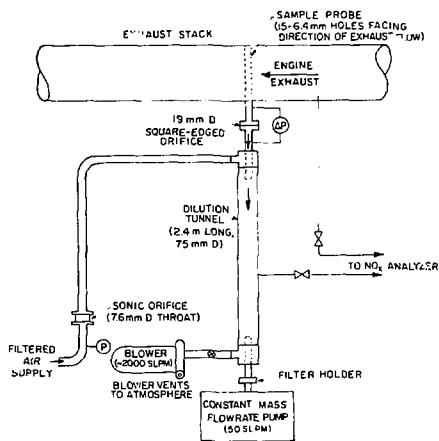 SAMPLE PROBE
(15-6.4mm HOLES FACING
DIRECTION OF EXHAUST FLOW)
EXHAUST STACK
ENGINE
EXHAUST
19 mm D
SQUARE-EDGED
ORIFICE
ΔP
DILUTION
TUNNEL
(2.4 m LONG,
75 mm D)
TO NOx ANALYZER
SONIC ORIFICE
(7.6mm D THROAT)
FILTERED
AIR
SUPPLY
P
BLOWER
(~2000 SLPM)
BLOWER VENTS
TO ATMOSPHERE
FILTER HOLDER
CONSTANT MASS
FLOWRATE PUMP
(50 SLPM)